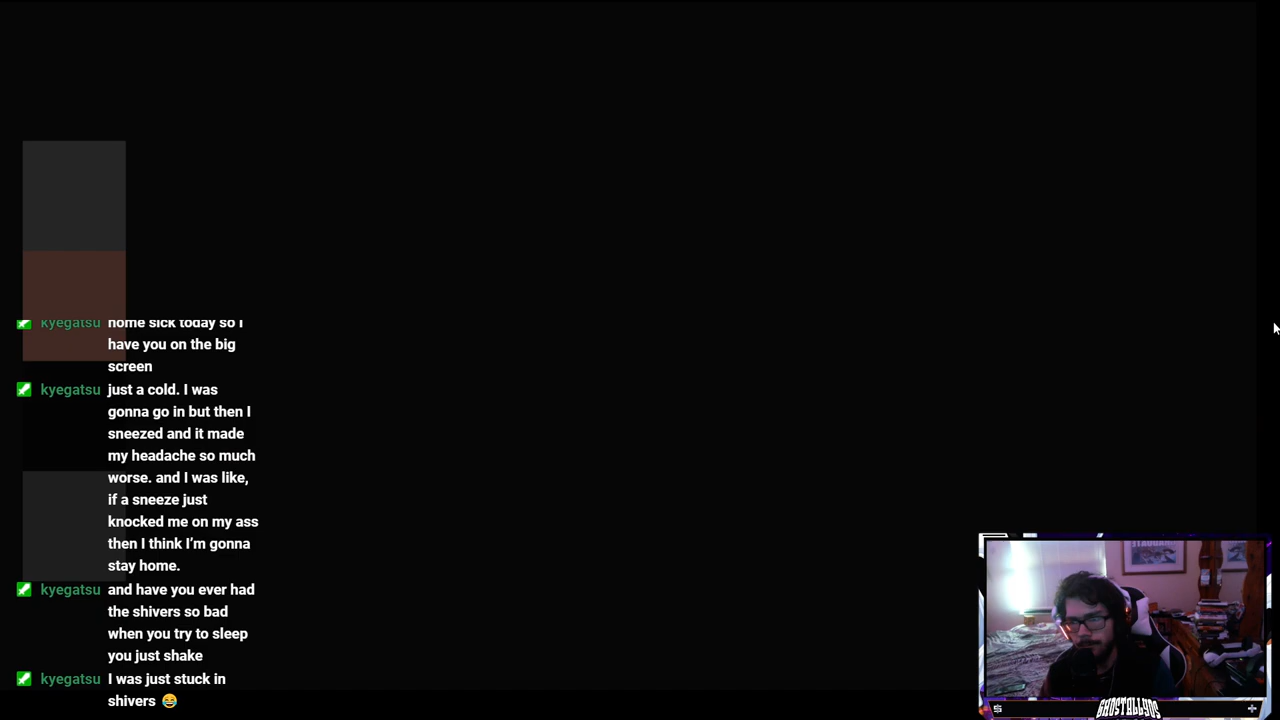 kyegatsu home sick today so I
have you on the big
screen
kyegatsu just a cold. I was
gonna go in but then I
sneezed and it made
my headache so much
worse. and I was like,
if a sneeze just
knocked me on my ass
then I think I’m gonna
stay home.
kyegatsu and have you ever had
the shivers so bad
when you try to sleep
you just shake
kyegatsu I was just stuck in
shivers 😂
GHOSTALLYOS